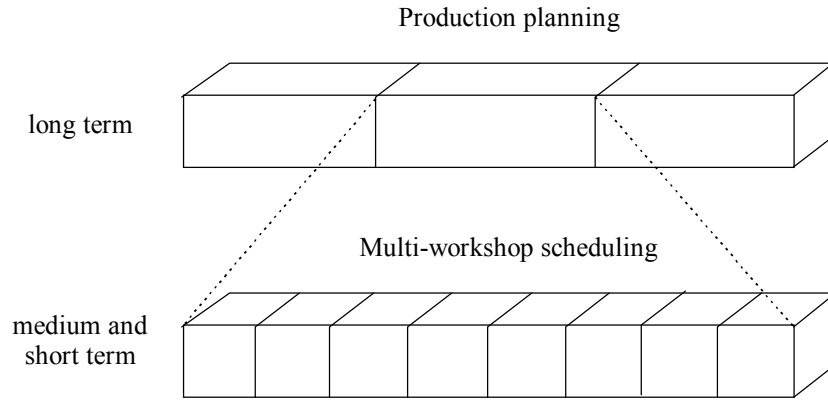 Production planning
long term
Multi-workshop scheduling
medium and
short term